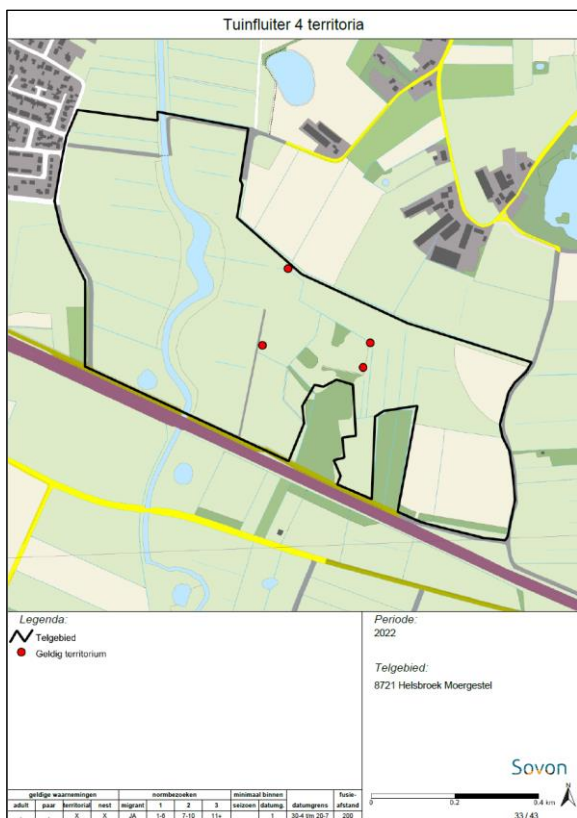 Tuinfluiter 4 territoria
Legenda:
Telgebied
Geldig territorium
Periode:
2022
Telgebied:
8721 Helsbroek Moergestel
Sovon
0 0.2 0.4 km
33 / 43
geldige waarnemingen normbezoeken minimaal binnen fusie-
adult paar territorial nest migrant 1 2 3 seizoen datumg. datumgrens afstand
. . X X JA 1-6 7-10 11+ 1 30-4 t/m 20-7 200